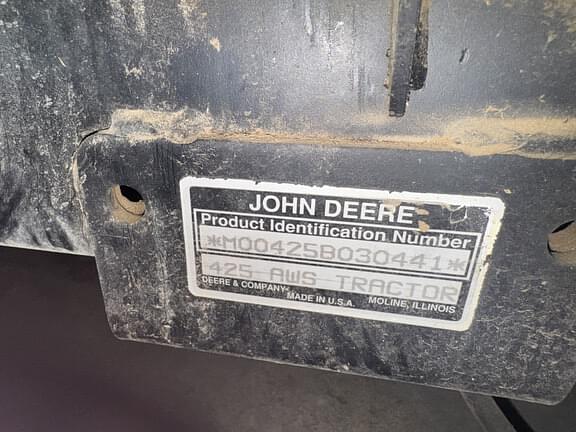 JOHN DEERE
Product Identification Number
*M00425B030441*
425 AWS TRACTOR
DEERE & COMPANY
MADE IN U.S.A.
MOLINE, ILLINOIS